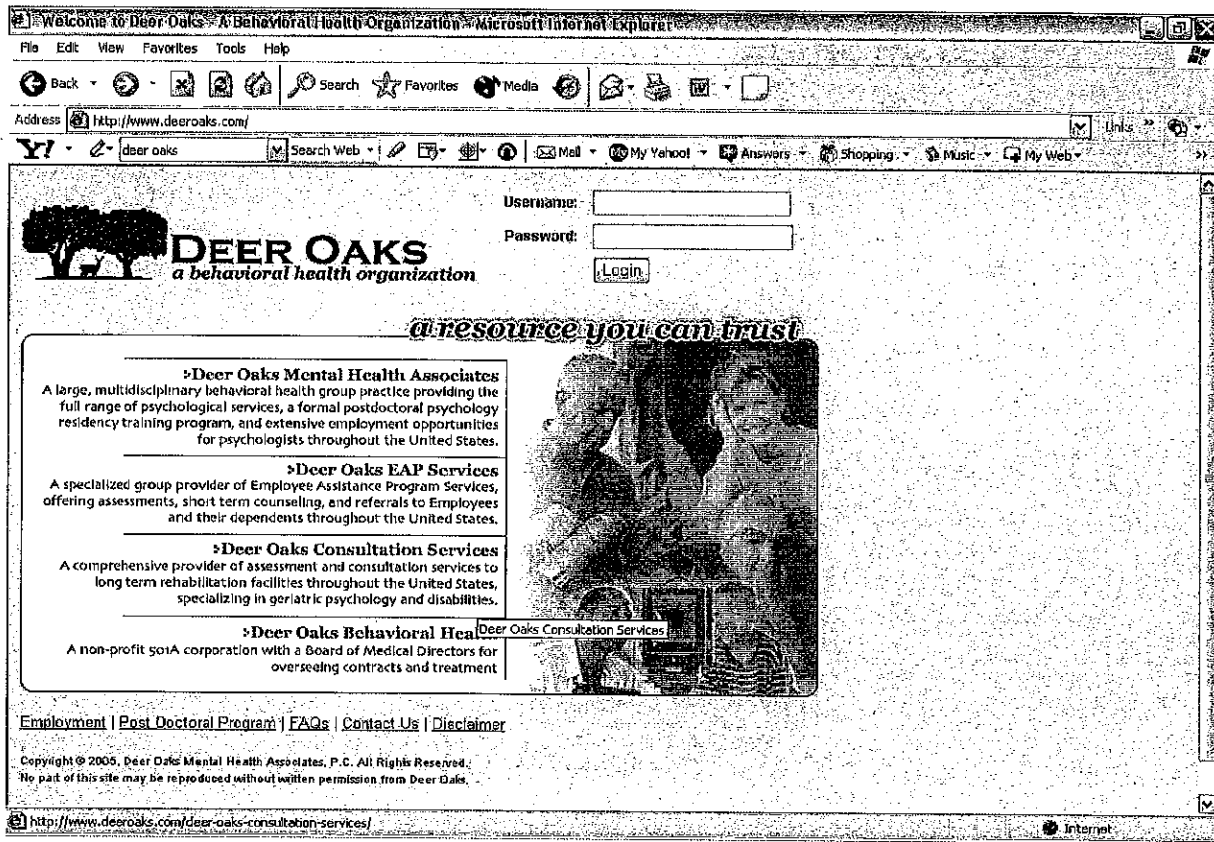 Welcome to Deer Oaks - A Behavioral Health Organization - Microsoft Internet Explorer
File Edit View Favorites Tools Help
Back Search Favorites Media
Address http://www.deeroaks.com/ Links »
Y! deer oaks Search Web Mail My Yahoo! Answers Shopping Music My Web »
Username:
Password:
Login
DEER OAKS
a behavioral health organization
a resource you can trust
Deer Oaks Mental Health Associates
A large, multidisciplinary behavioral health group practice providing the
full range of psychological services, a formal postdoctoral psychology
residency training program, and extensive employment opportunities
for psychologists throughout the United States.
Deer Oaks EAP Services
A specialized group provider of Employee Assistance Program Services,
offering assessments, short term counseling, and referrals to Employees
and their dependents throughout the United States.
Deer Oaks Consultation Services
A comprehensive provider of assessment and consultation services to
long term rehabilitation facilities throughout the United States,
specializing in geriatric psychology and disabilities.
Deer Oaks Behavioral Heal
Deer Oaks Consultation Services
A non-profit 501A corporation with a Board of Medical Directors for
overseeing contracts and treatment
Employment | Post Doctoral Program | FAQs | Contact Us | Disclaimer
Copyright © 2005, Deer Oaks Mental Health Associates, P.C. All Rights Reserved.
No part of this site may be reproduced without written permission from Deer Oaks.
http://www.deeroaks.com/deer-oaks-consultation-services/ Internet